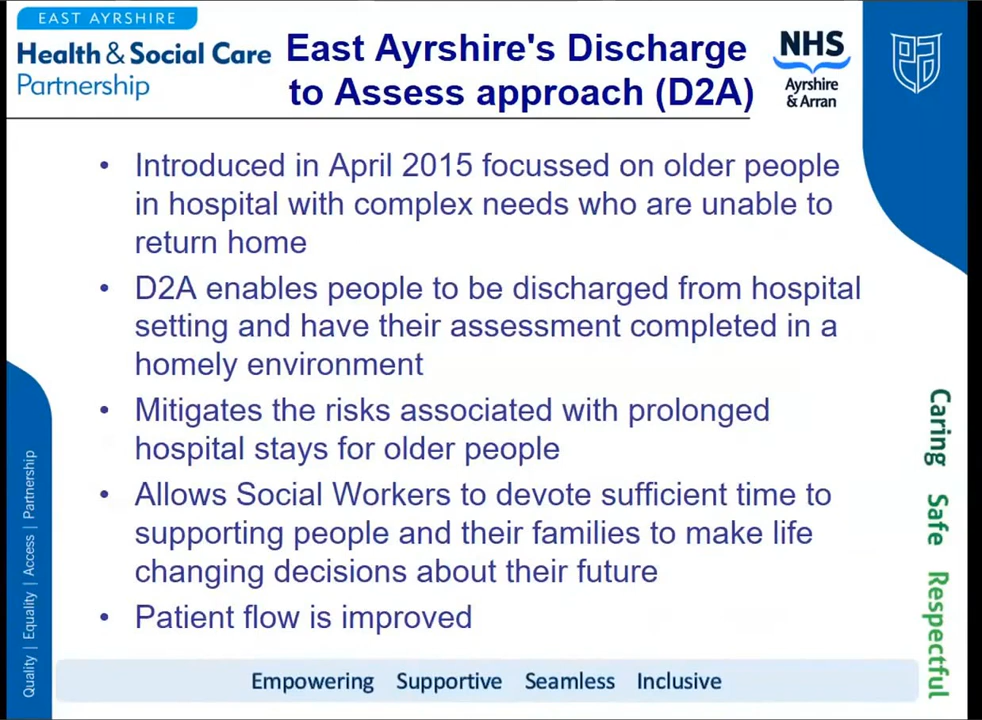 EAST AYRSHIRE
Health & Social Care
Partnership
East Ayrshire's Discharge
to Assess approach (D2A)
NHS
Ayrshire
& Arran
• Introduced in April 2015 focussed on older people
in hospital with complex needs who are unable to
return home
• D2A enables people to be discharged from hospital
setting and have their assessment completed in a
homely environment
• Mitigates the risks associated with prolonged
hospital stays for older people
• Allows Social Workers to devote sufficient time to
supporting people and their families to make life
changing decisions about their future
• Patient flow is improved
Quality | Equality | Access | Partnership
Caring Safe Respectful
Empowering Supportive Seamless Inclusive